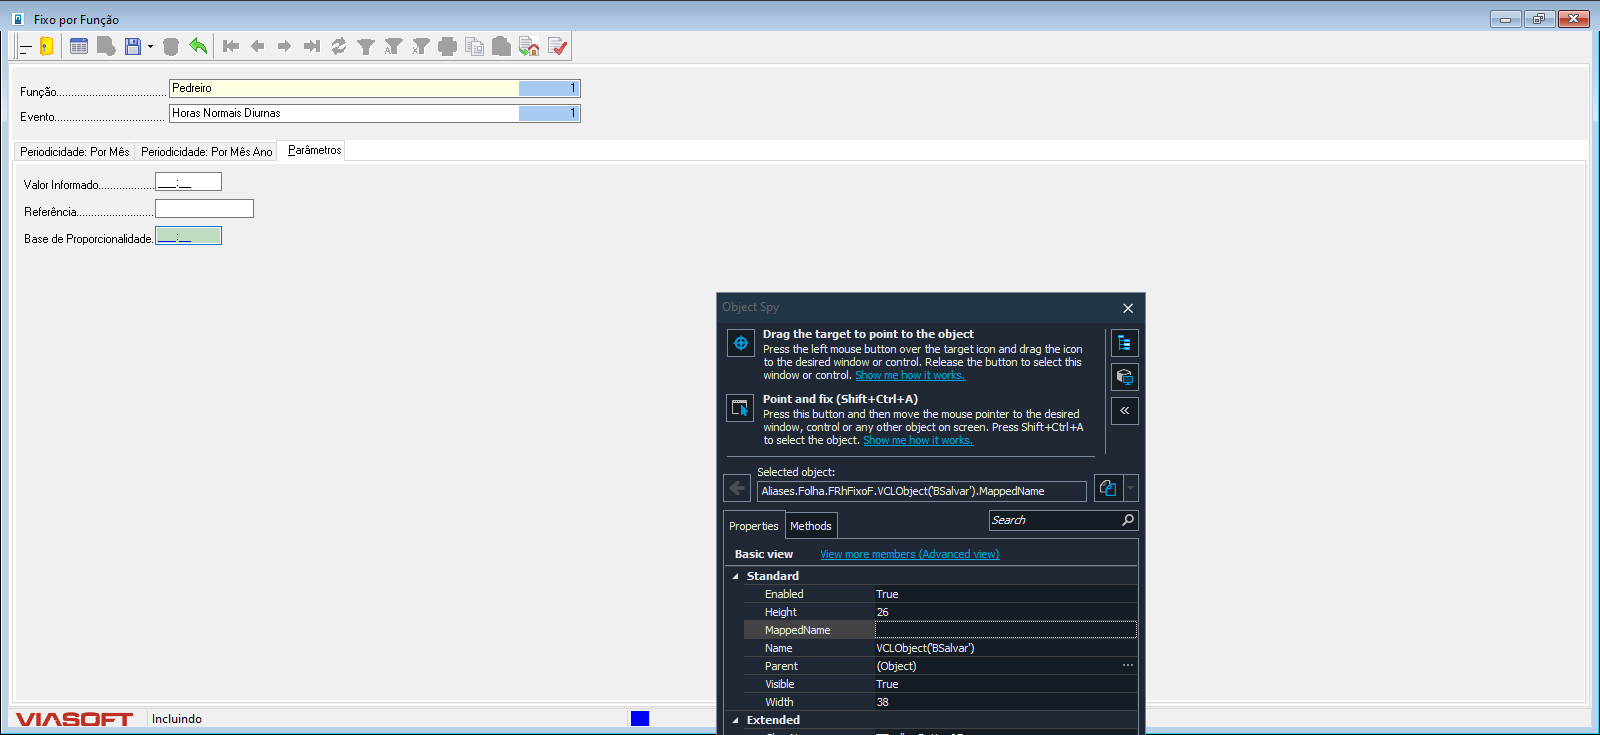 Fixo por Função
Função
Pedreiro
1
Evento
Horas Normais Diurnas
1
Periodicidade: Por Mês
Periodicidade: Por Mês Ano
Parâmetros
Valor Informado
___:__
Referência
Base de Proporcionalidade.
___:__
Object Spy
Drag the target to point to the object
Press the left mouse button over the target icon and drag the icon
to the desired window or control. Release the button to select this
window or control. Show me how it works.
Point and fix (Shift+Ctrl+A)
Press this button and then move the mouse pointer to the desired
window, control or any other object on screen. Press Shift+Ctrl+A
to select the object. Show me how it works.
Selected object:
Aliases.Folha.FRhFixoF.VCLObject('BSalvar').MappedName
Properties
Methods
Search
Basic view
View more members (Advanced view)
Standard
Enabled
True
Height
26
MappedName
Name
VCLObject('BSalvar')
Parent
(Object)
...
Visible
True
Width
38
Extended
VIASOFT
Incluindo